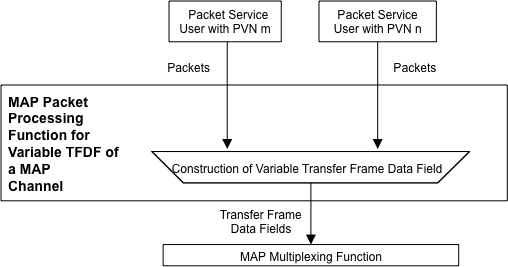 Packet Service
User with PVN m
Packet Service
User with PVN n
Packets
Packets
MAP Packet
Processing
Function for
Variable TFDF of
a MAP
Channel
Construction of Variable Transfer Frame Data Field
Transfer Frame
Data Fields
MAP Multiplexing Function